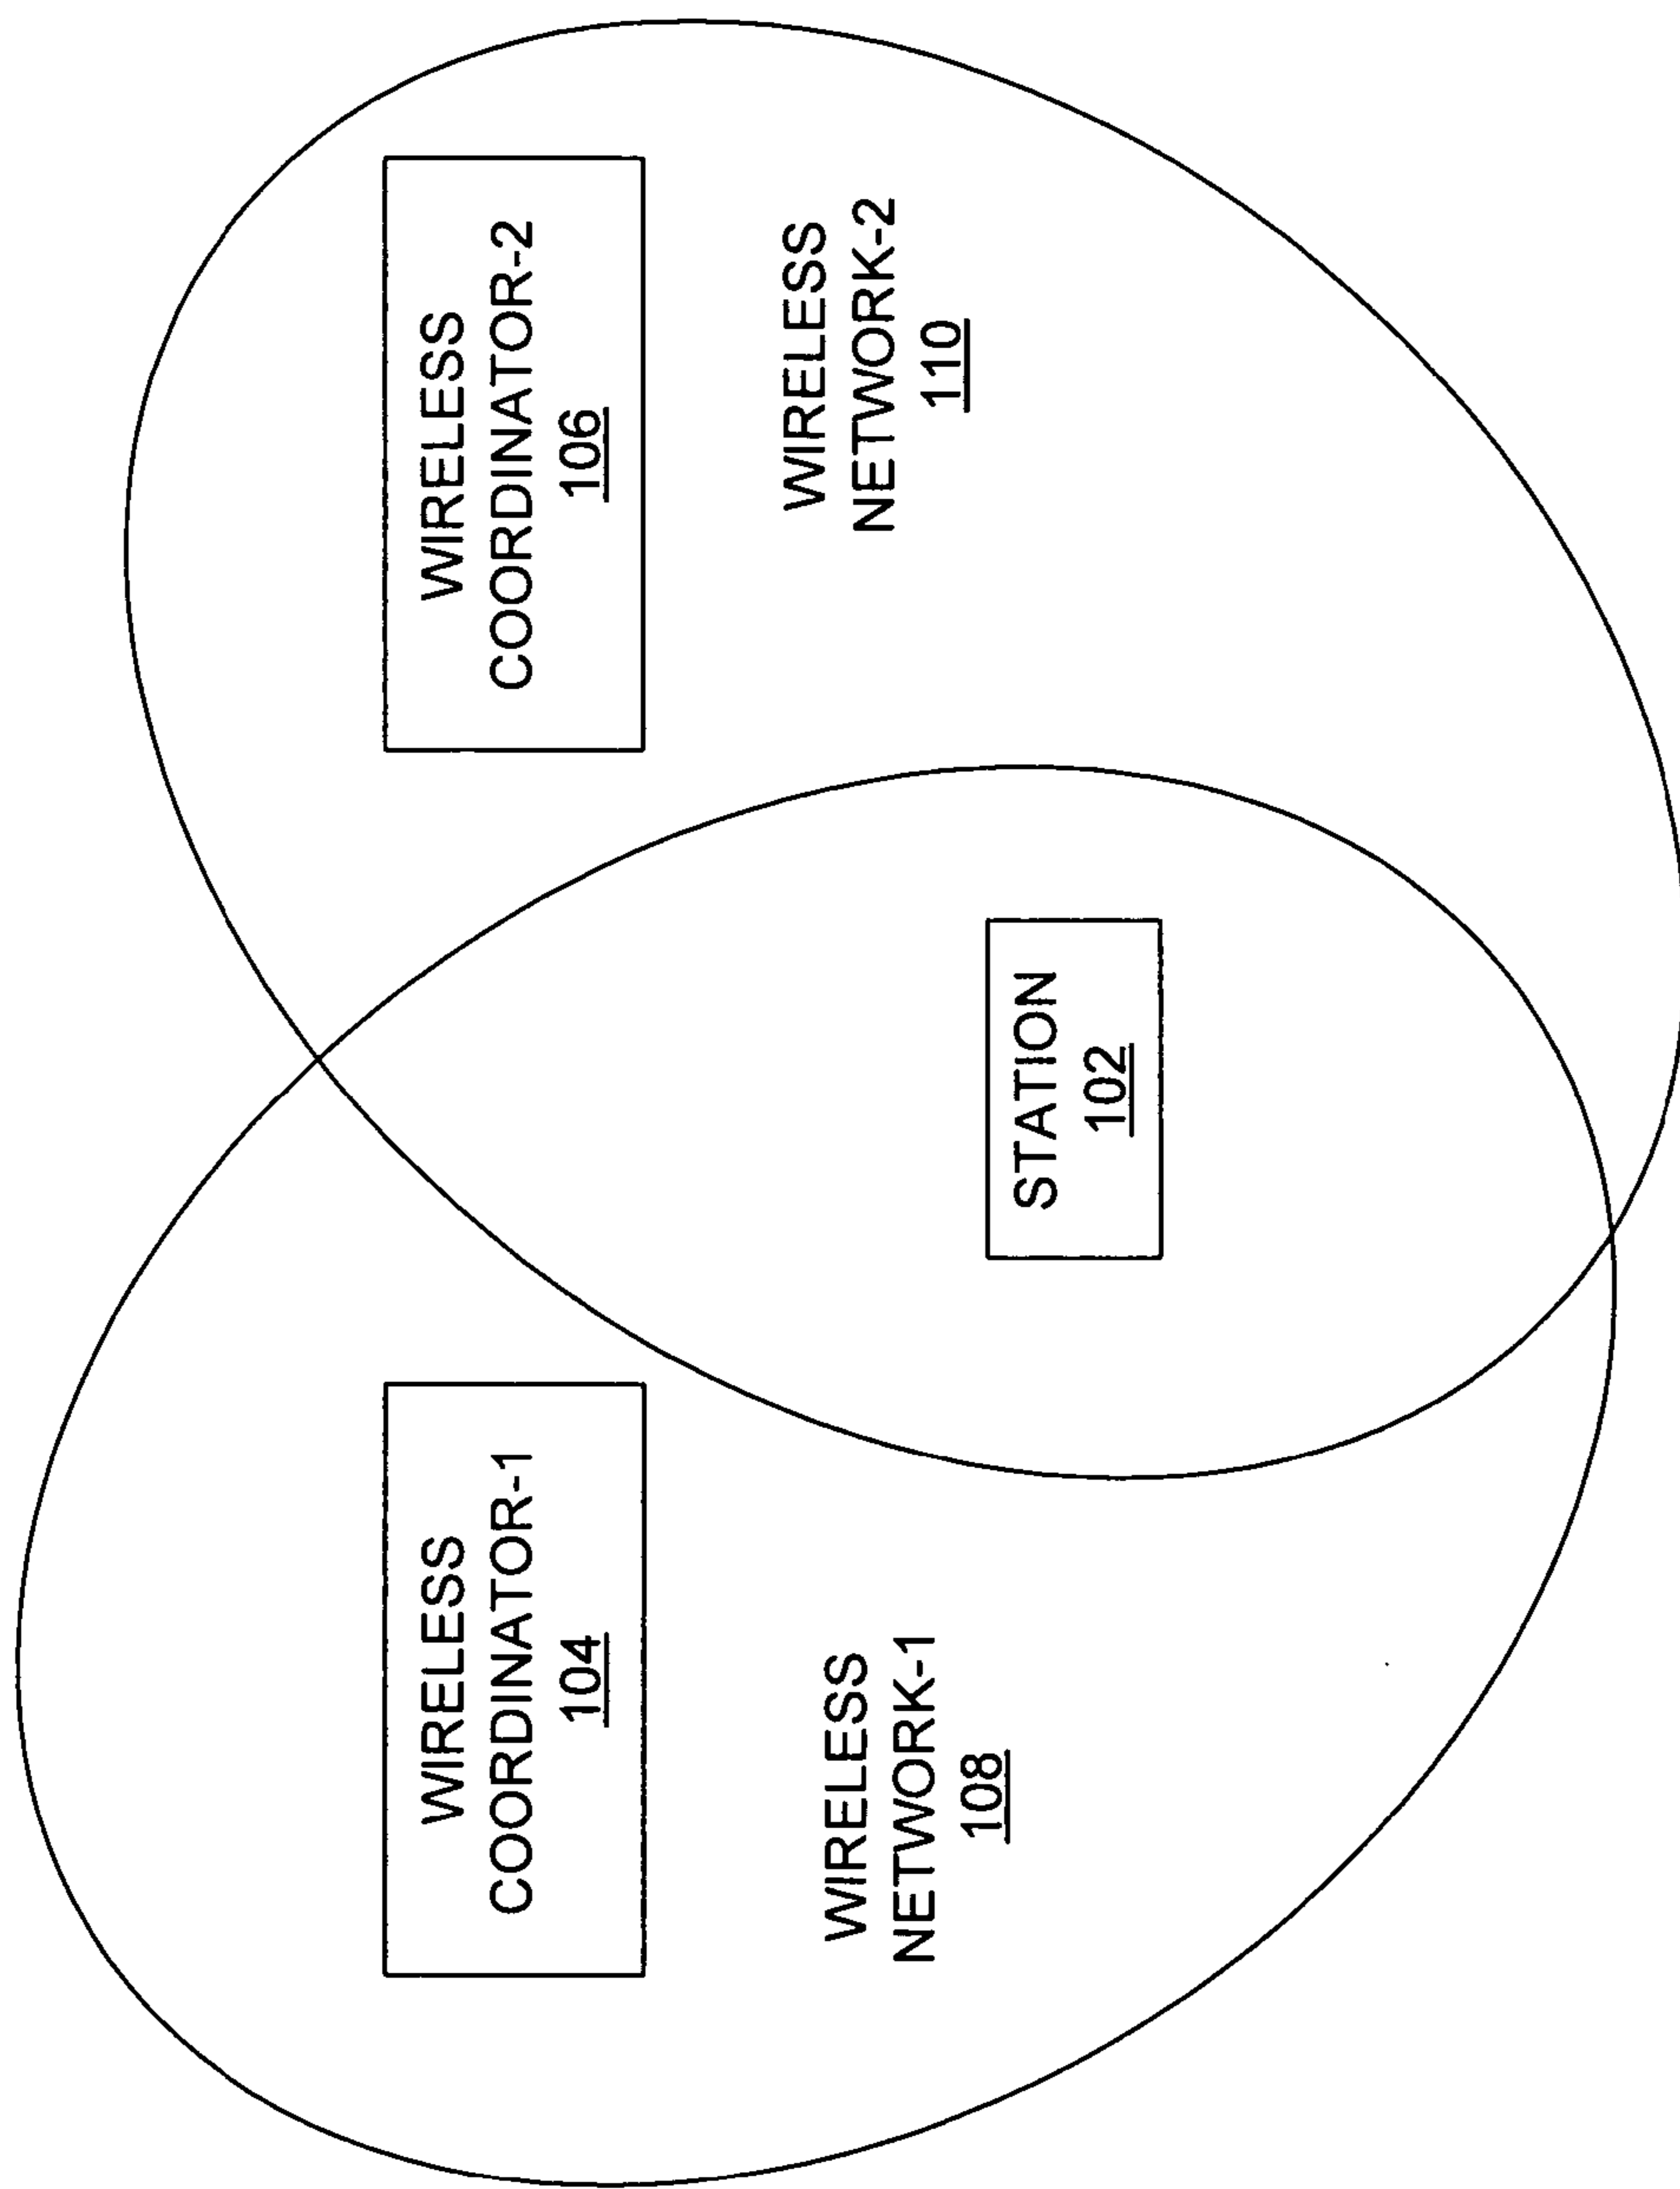 WIRELESS
COORDINATOR-1
104
WIRELESS
COORDINATOR-2
106
WIRELESS
NETWORK-1
108
WIRELESS
NETWORK-2
110
STATION
102